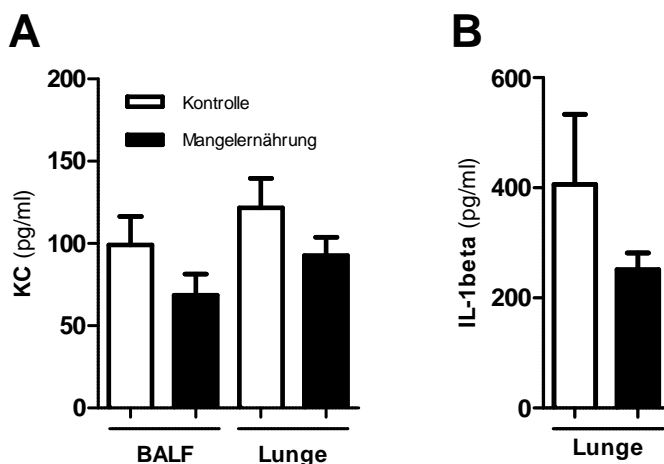 A
B
KC (pg/ml)
200
150
100
50
0
Kontrolle
Mangelernährung
BALF
Lunge
IL-1beta (pg/ml)
600
400
200
0
Lunge